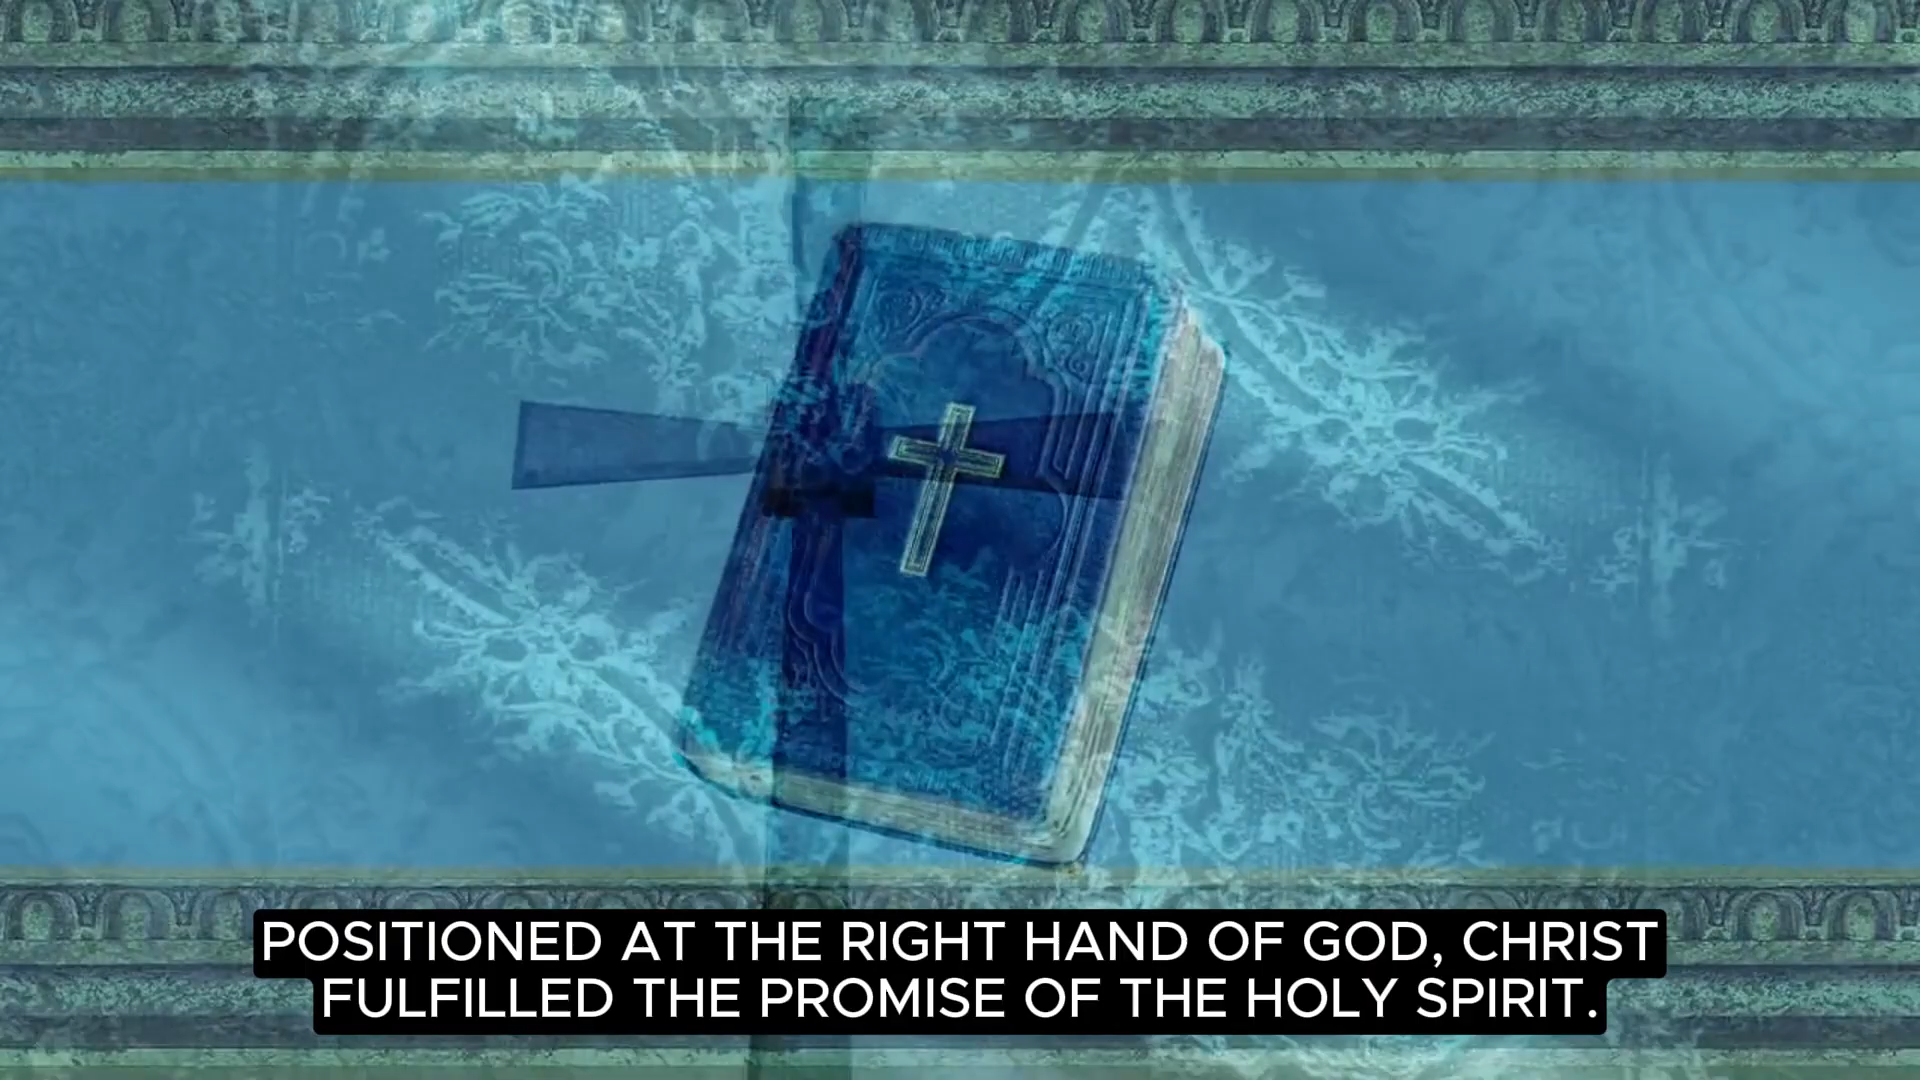 POSITIONED AT THE RIGHT HAND OF GOD, CHRIST
FULFILLED THE PROMISE OF THE HOLY SPIRIT.